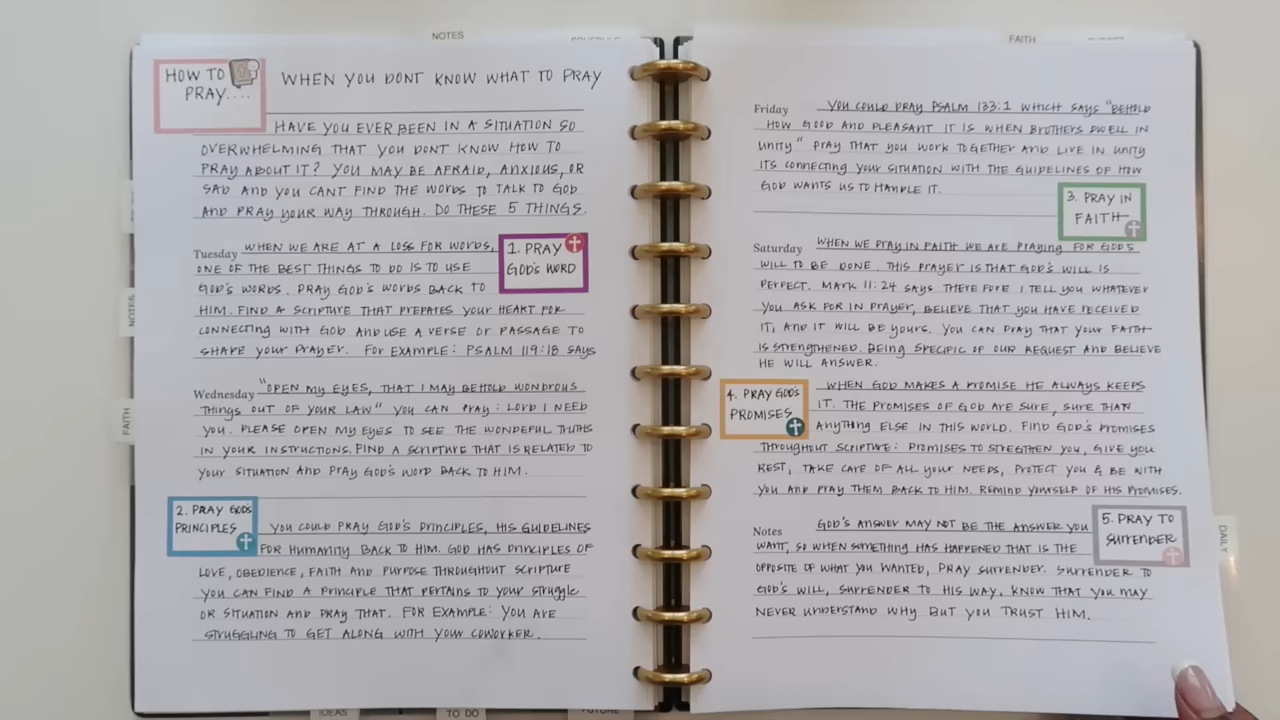 NOTES
HOW TO
PRAY....
WHEN YOU DONT KNOW WHAT TO PRAY
HAVE YOU EVER BEEN IN A SITUATION SO
OVERWHELMING THAT YOU DONT KNOW HOW TO
PRAY ABOUT IT? YOU MAY BE AFRAID, ANXIOUS, OR
SAD AND YOU CANT FIND THE WORDS TO TALK TO GOD
AND PRAY YOUR WAY THROUGH. DO THESE 5 THINGS.
1. PRAY
GOD'S WORD
Tuesday WHEN WE ARE AT A LOSS FOR WORDS,
ONE OF THE BEST THINGS TO DO IS TO USE
GOD'S WORDS. PRAY GOD'S WORDS BACK TO
HIM. FIND A SCRIPTURE THAT PREPARES YOUR HEART FOR
CONNECTING WITH GOD AND USE A VERSE OR PASSAGE TO
SHAPE YOUR PRAYER. FOR EXAMPLE: PSALM 119:18 SAYS
Wednesday "OPEN MY EYES, THAT I MAY BEHOLD WONDROUS
THINGS OUT OF YOUR LAW" YOU CAN PRAY: LORD I NEED
YOU. PLEASE OPEN MY EYES TO SEE THE WONDERFUL TRUTHS
IN YOUR INSTRUCTIONS. FIND A SCRIPTURE THAT IS RELATED TO
YOUR SITUATION AND PRAY GOD'S WORD BACK TO HIM.
2. PRAY GODS
PRINCIPLES
YOU COULD PRAY GOD'S PRINCIPLES, HIS GUIDELINES
FOR HUMANITY BACK TO HIM. GOD HAS PRINCIPLES OF
LOVE, OBEDIENCE, FAITH AND PURPOSE THROUGHOUT SCRIPTURE
YOU CAN FIND A PRINCIPLE THAT PERTAINS TO YOUR STRUGGLE
OR SITUATION AND PRAY THAT. FOR EXAMPLE: YOU ARE
STRUGGLING TO GET ALONG WITH YOUR COWORKER.
NOTES
FAITH
IDEAS
TO DO
FUTURE
FAITH
Friday YOU COULD PRAY PSALM 133:1 WHICH SAYS "BEHOLD
HOW GOOD AND PLEASANT IT IS WHEN BROTHERS DWELL IN
UNITY" PRAY THAT YOU WORK TOGETHER AND LIVE IN UNITY
ITS CONNECTING YOUR SITUATION WITH THE GUIDELINES OF HOW
GOD WANTS US TO HANDLE IT.
3. PRAY IN
FAITH
Saturday WHEN WE PRAY IN FAITH WE ARE PRAYING FOR GOD'S
WILL TO BE DONE. THIS PRAYER IS THAT GOD'S WILL IS
PERFECT. MARK 11:24 SAYS THERE FORE I TELL YOU WHATEVER
YOU ASK FOR IN PRAYER, BELIEVE THAT YOU HAVE RECEIVED
IT, AND IT WILL BE YOURS. YOU CAN PRAY THAT YOUR FAITH
IS STRENGTHENED. BEING SPECIFIC OF OUR REQUEST AND BELIEVE
HE WILL ANSWER.
4. PRAY GOD'S
PROMISES
WHEN GOD MAKES A PROMISE HE ALWAYS KEEPS
IT. THE PROMISES OF GOD ARE SURE, SURE THAN
ANYTHING ELSE IN THIS WORLD. FIND GOD'S PROMISES
THROUGHOUT SCRIPTURE: PROMISES TO STREGTHEN YOU, GIVE YOU
REST, TAKE CARE OF ALL YOUR NEEDS, PROTECT YOU & BE WITH
YOU AND PRAY THEM BACK TO HIM. REMIND YOURSELF OF HIS PROMISES.
5. PRAY TO
SURRENDER
Notes GOD'S ANSWER MAY NOT BE THE ANSWER YOU
WANT, SO WHEN SOMETHING HAS HAPPENED THAT IS THE
OPPOSITE OF WHAT YOU WANTED, PRAY SURRENDER. SURRENDER TO
GOD'S WILL, SURRENDER TO HIS WAY. KNOW THAT YOU MAY
NEVER UNDERSTAND WHY BUT YOU TRUST HIM.
DAILY